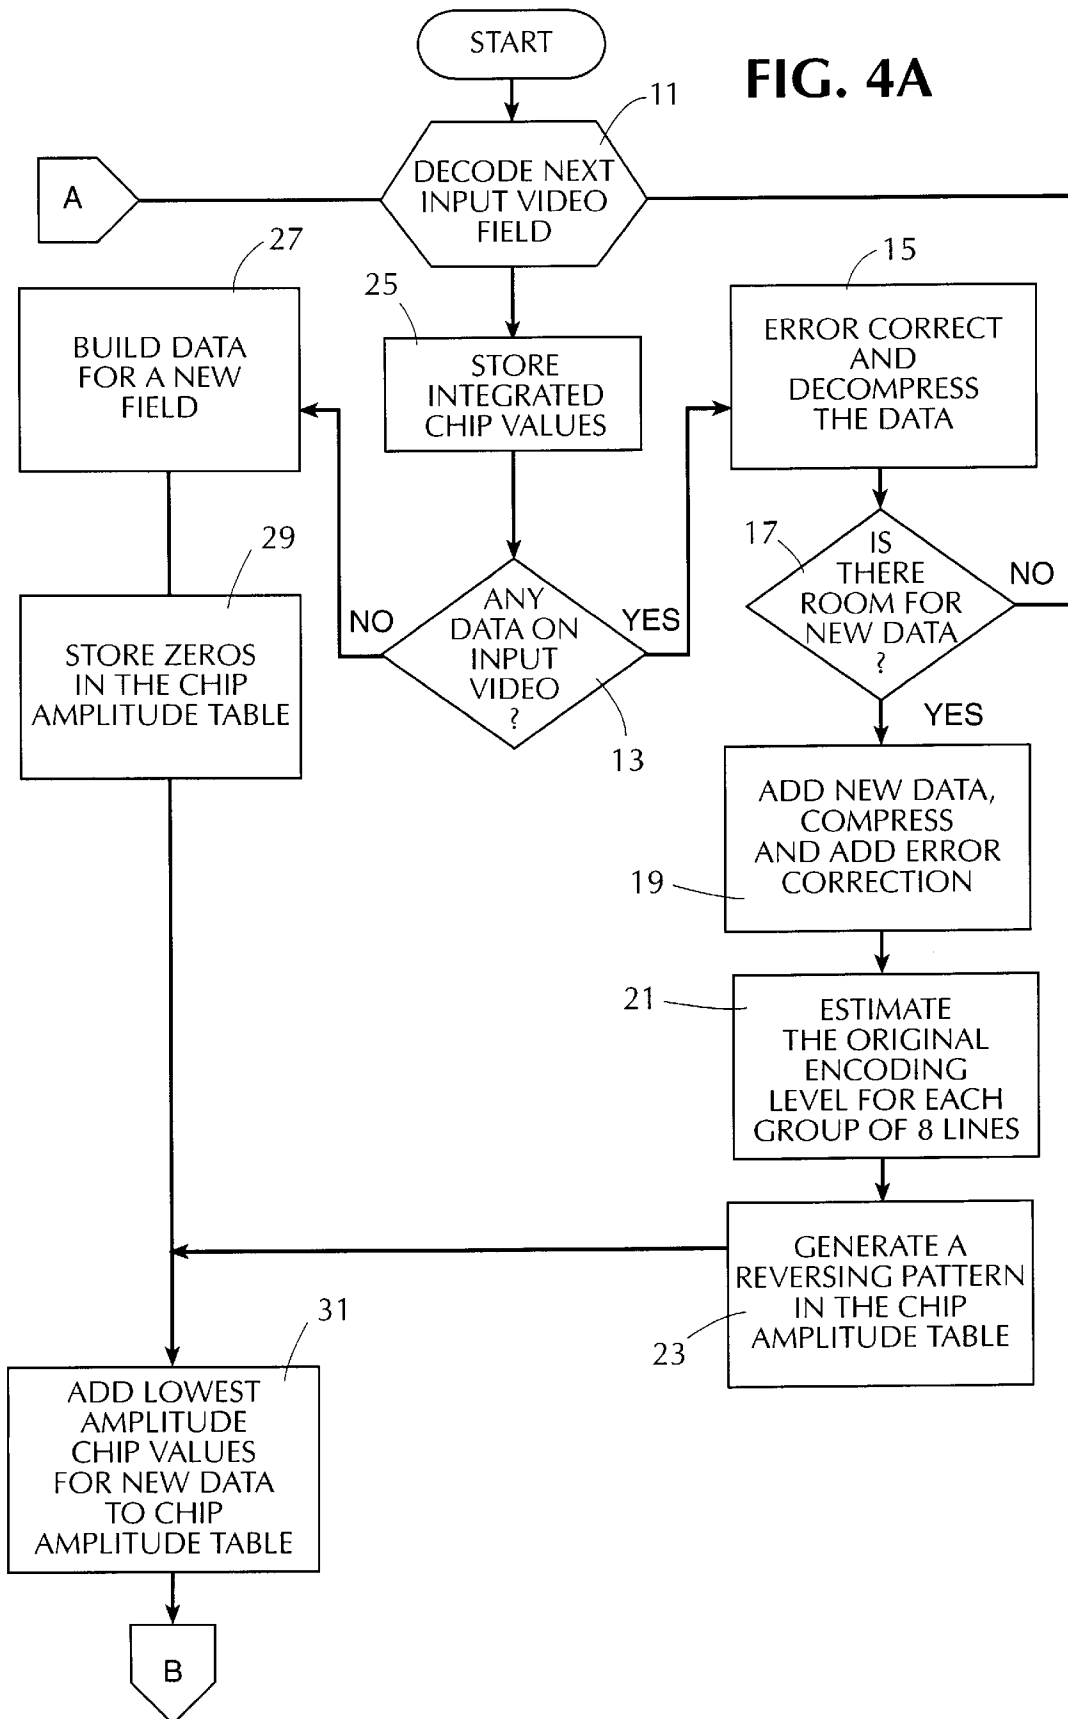 START
FIG. 4A
11
A
DECODE NEXT
INPUT VIDEO
FIELD
27
BUILD DATA
FOR A NEW
FIELD
25
STORE
INTEGRATED
CHIP VALUES
15
ERROR CORRECT
AND
DECOMPRESS
THE DATA
17
IS
THERE
ROOM FOR
NEW DATA
?
NO
YES
29
STORE ZEROS
IN THE CHIP
AMPLITUDE TABLE
NO
ANY
DATA ON
INPUT
VIDEO
?
YES
13
ADD NEW DATA,
COMPRESS
AND ADD ERROR
CORRECTION
19
21
ESTIMATE
THE ORIGINAL
ENCODING
LEVEL FOR EACH
GROUP OF 8 LINES
GENERATE A
REVERSING PATTERN
IN THE CHIP
AMPLITUDE TABLE
23
31
ADD LOWEST
AMPLITUDE
CHIP VALUES
FOR NEW DATA
TO CHIP
AMPLITUDE TABLE
B